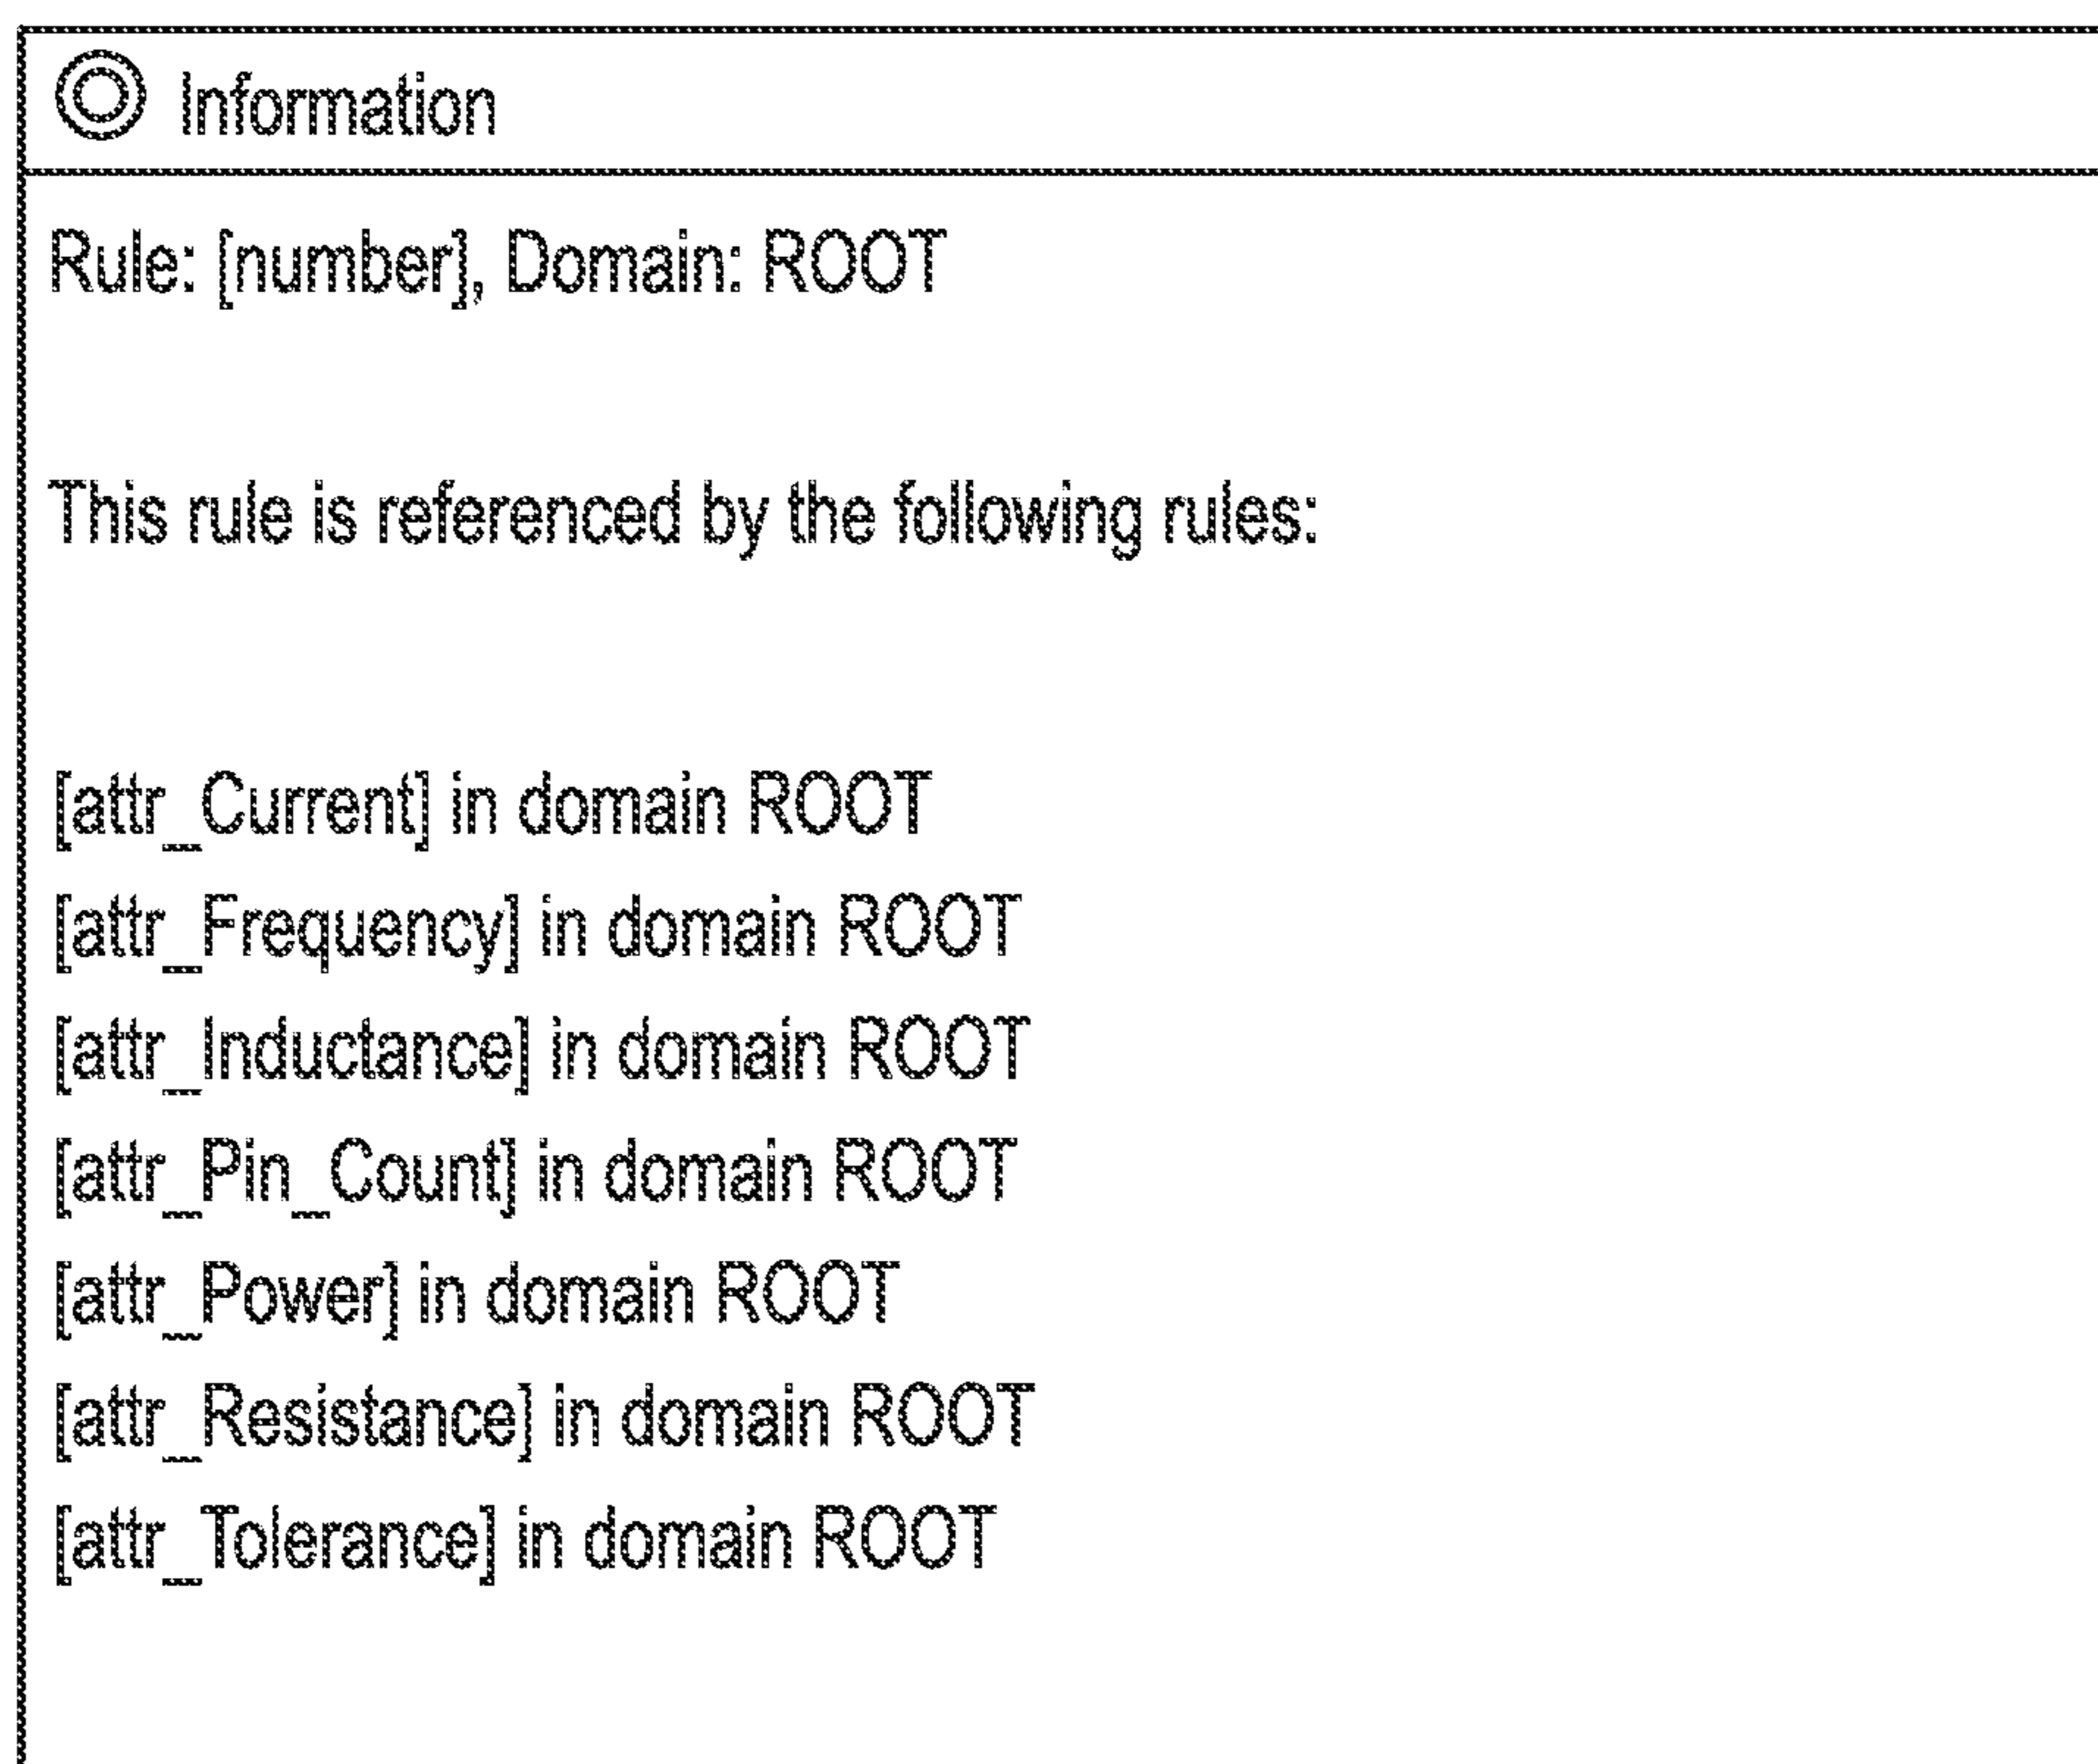 Information
Rule: [number], Domain: ROOT
This rule is referenced by the following rules:
[attr_Current] in domain ROOT
[attr_Frequency] in domain ROOT
[attr_Inductance] in domain ROOT
[attr_Pin_Count] in domain ROOT
[attr_Power] in domain ROOT
[attr_Resistance] in domain ROOT
[attr_Tolerance] in domain ROOT